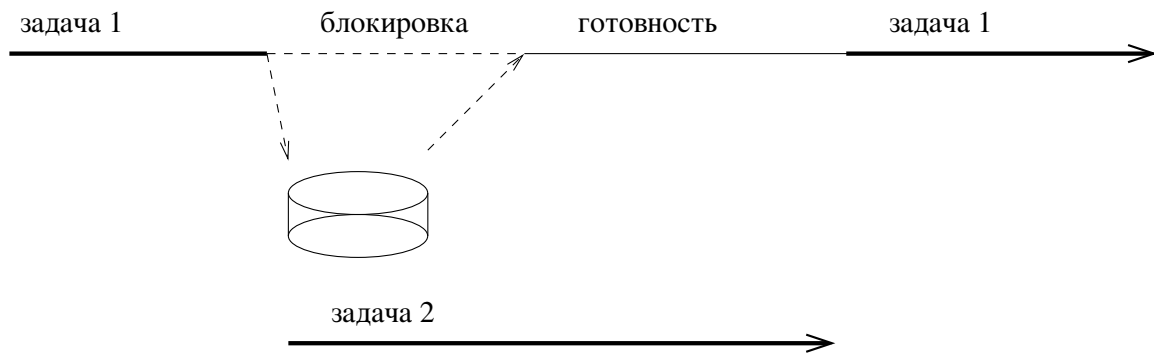 задача 1 блокировка готовность задача 1
задача 2